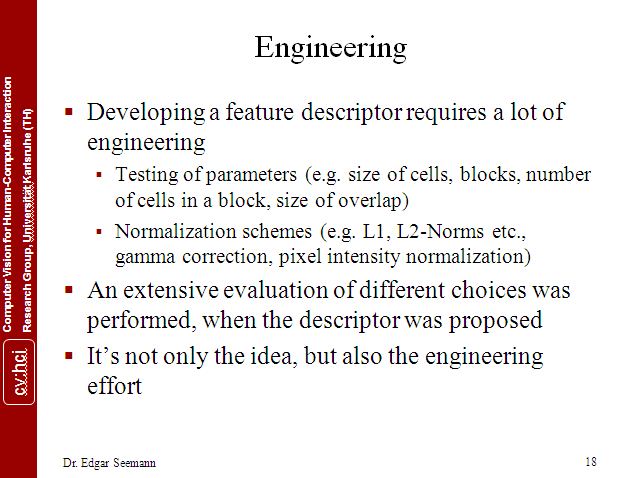 Engineering
Developing a feature descriptor requires a lot of
engineering
Testing of parameters (e.g. size of cells, blocks, number
of cells in a block, size of overlap)
Normalization schemes (e.g. L1, L2-Norms etc.,
gamma correction, pixel intensity normalization)
An extensive evaluation of different choices was
performed, when the descriptor was proposed
It's not only the idea, but also the engineering
effort
Computer Vision for Human-Computer Interaction
Research Group, Universität Karlsruhe (TH)
cv:hci
Dr. Edgar Seemann
18